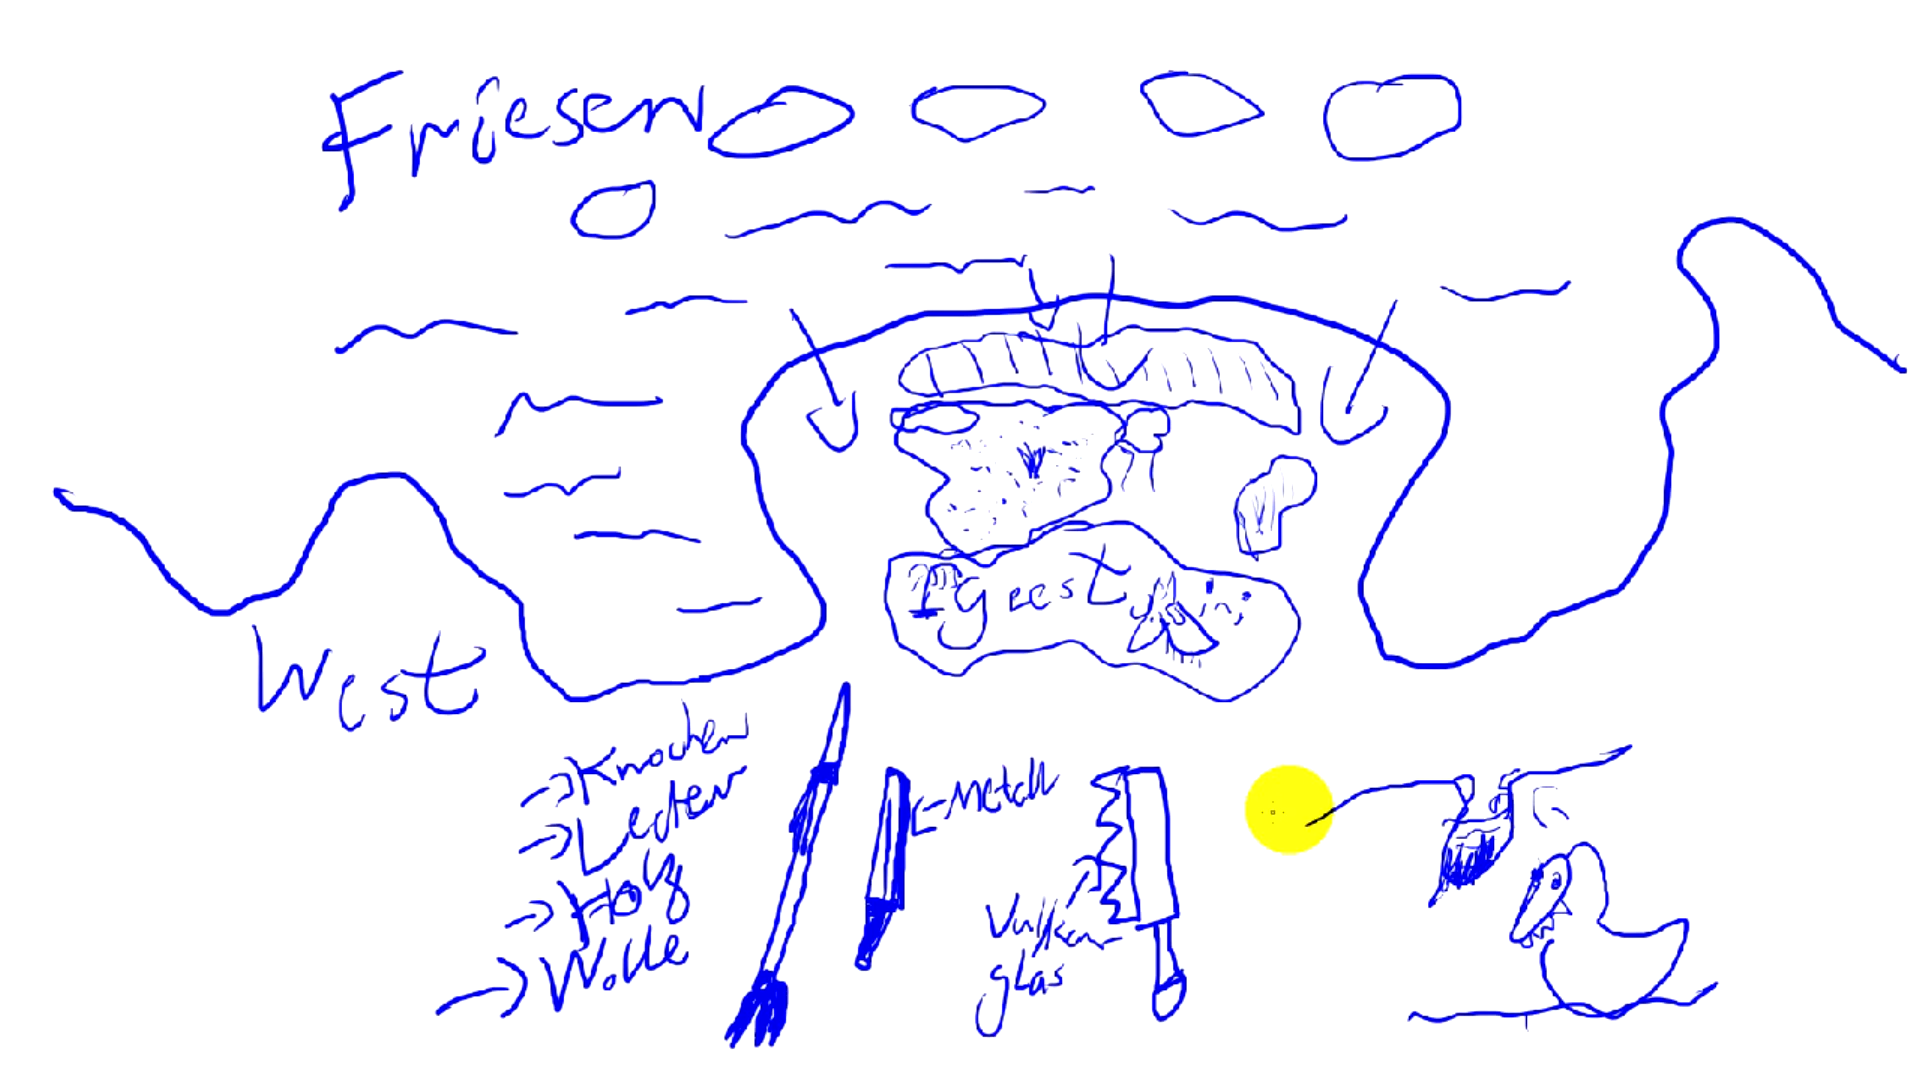 Friesen
geest
West
Knochen
Leder
Holz
Wolle
Metall
Vulkan
glas